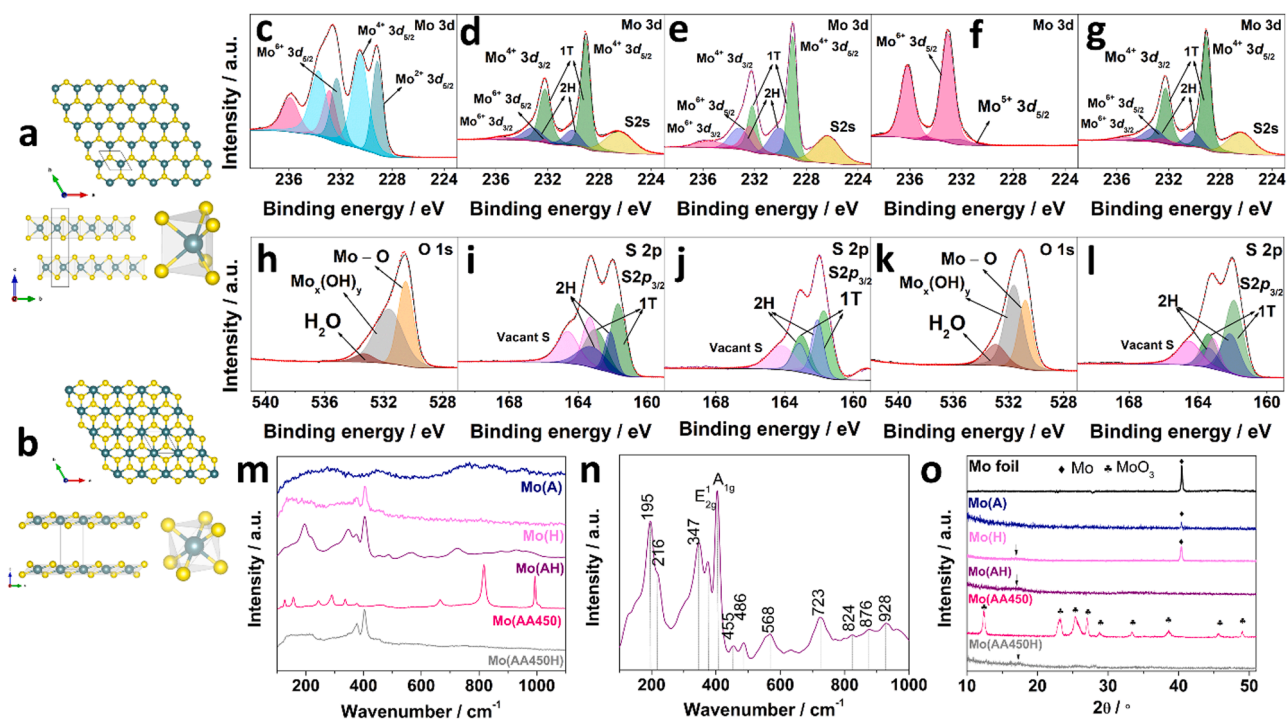 a
b
c
Mo 3d
Mo⁴⁺ 3d₅/₂
Mo⁶⁺ 3d₅/₂
Mo²⁺ 3d₅/₂
236 232 228 224
Binding energy / eV
Intensity / a.u.
d
Mo 3d
1T
Mo⁴⁺ 3d₃/₂
Mo⁴⁺ 3d₅/₂
2H
Mo⁶⁺ 3d₅/₂
Mo⁶⁺ 3d₃/₂
S2s
236 232 228 224
Binding energy / eV
e
Mo 3d
Mo⁴⁺ 3d₃/₂
Mo⁴⁺ 3d₅/₂
1T
2H
Mo⁶⁺ 3d₅/₂
Mo⁶⁺ 3d₃/₂
S2s
236 232 228 224
Binding energy / eV
f
Mo 3d
Mo⁶⁺ 3d₅/₂
Mo⁵⁺ 3d₅/₂
236 232 228 224
Binding energy / eV
g
Mo 3d
Mo⁴⁺ 3d₃/₂
1T
Mo⁴⁺ 3d₅/₂
2H
Mo⁶⁺ 3d₅/₂
Mo⁶⁺ 3d₃/₂
S2s
236 232 228 224
Binding energy / eV
h
O 1s
Mo – O
Moₓ(OH)ᵧ
H₂O
540 536 532 528
Binding energy / eV
Intensity / a.u.
i
S 2p
S2p₃/₂
2H
1T
Vacant S
168 164 160
Binding energy / eV
j
S 2p
S2p₃/₂
2H
1T
Vacant S
168 164 160
Binding energy / eV
k
O 1s
Mo – O
Moₓ(OH)ᵧ
H₂O
540 536 532 528
Binding energy / eV
l
S 2p
S2p₃/₂
2H
1T
Vacant S
168 164 160
Binding energy / eV
m
Mo(A)
Mo(H)
Mo(AH)
Mo(AA450)
Mo(AA450H)
200 400 600 800 1000
Wavenumber / cm⁻¹
Intensity / a.u.
n
195
216
347
E¹₂g
A₁g
455
486
568
723
824
876
928
200 400 600 800 1000
Wavenumber / cm⁻¹
Intensity / a.u.
o
♦ Mo ♣ MoO₃
Mo foil
Mo(A)
Mo(H)
Mo(AH)
Mo(AA450)
Mo(AA450H)
10 20 30 40 50
2θ / °
Intensity / a.u.